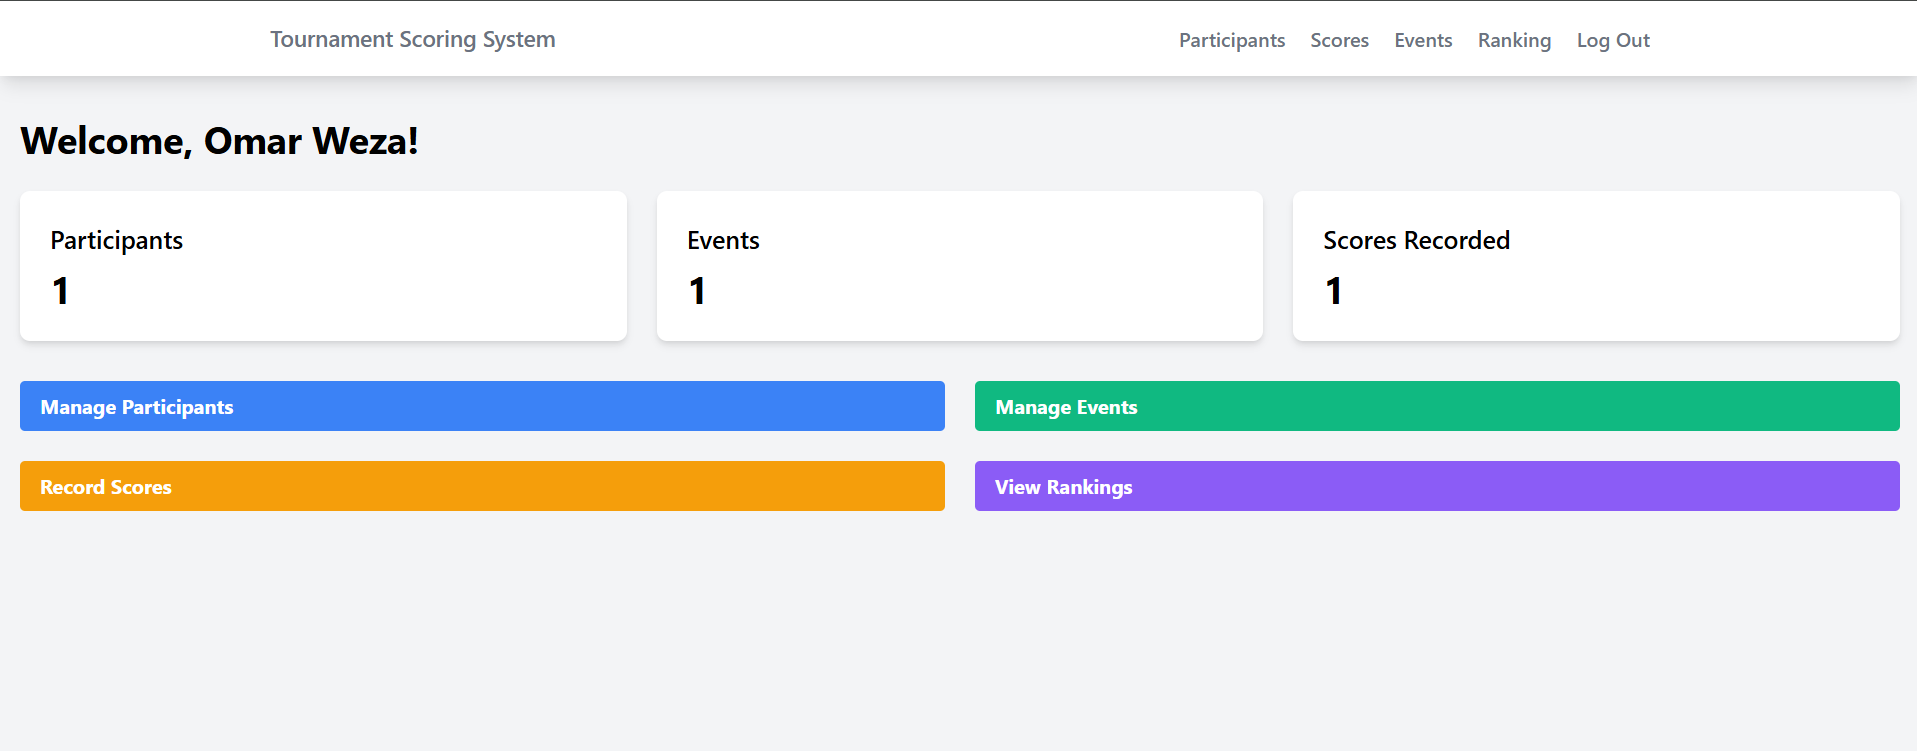 Tournament Scoring System
Participants Scores Events Ranking Log Out
Welcome, Omar Weza!
Participants
1
Events
1
Scores Recorded
1
Manage Participants
Manage Events
Record Scores
View Rankings